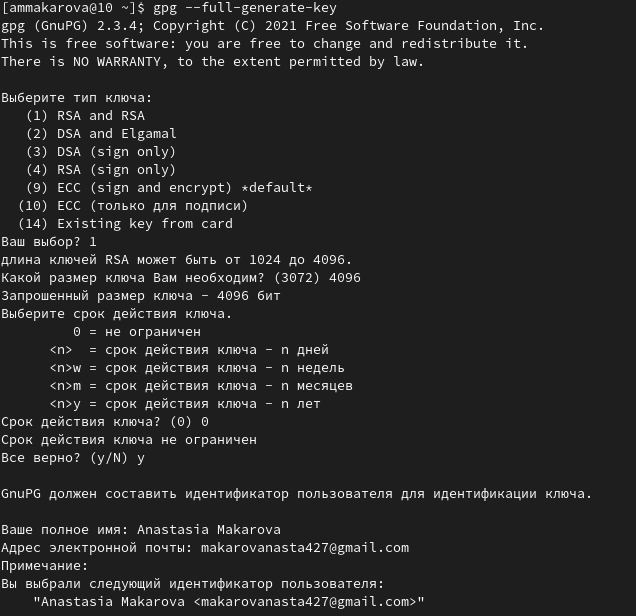 [ammakarova@10 ~]$ gpg --full-generate-key
gpg (GnuPG) 2.3.4; Copyright (C) 2021 Free Software Foundation, Inc.
This is free software: you are free to change and redistribute it.
There is NO WARRANTY, to the extent permitted by law.
Выберите тип ключа:
(1) RSA and RSA
(2) DSA and Elgamal
(3) DSA (sign only)
(4) RSA (sign only)
(9) ECC (sign and encrypt) *default*
(10) ECC (только для подписи)
(14) Existing key from card
Ваш выбор? 1
длина ключей RSA может быть от 1024 до 4096.
Какой размер ключа Вам необходим? (3072) 4096
Запрошенный размер ключа - 4096 бит
Выберите срок действия ключа.
0 = не ограничен
<n>  = срок действия ключа - n дней
<n>w = срок действия ключа - n недель
<n>m = срок действия ключа - n месяцев
<n>y = срок действия ключа - n лет
Срок действия ключа? (0) 0
Срок действия ключа не ограничен
Все верно? (y/N) y
GnuPG должен составить идентификатор пользователя для идентификации ключа.
Ваше полное имя: Anastasia Makarova
Адрес электронной почты: makarovanasta427@gmail.com
Примечание:
Вы выбрали следующий идентификатор пользователя:
"Anastasia Makarova <makarovanasta427@gmail.com>"